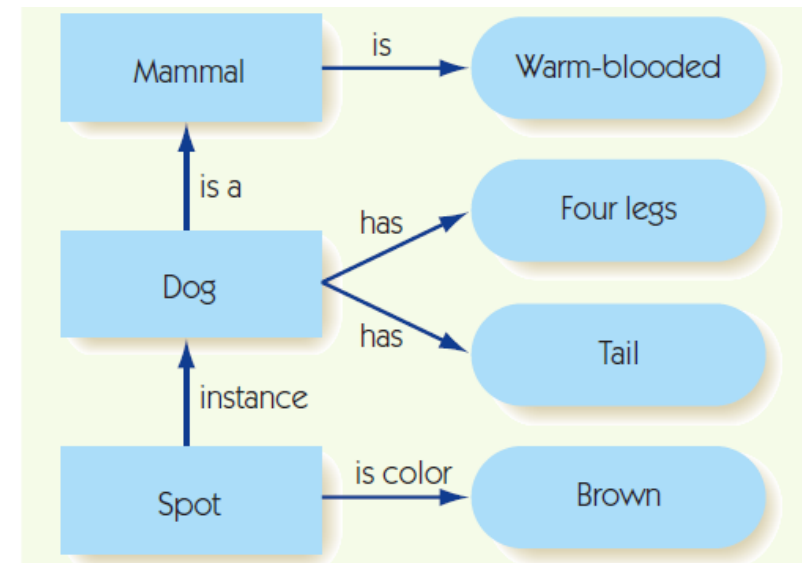 Mammal
is
Warm-blooded
is a
has
Four legs
Dog
has
Tail
instance
Spot
is color
Brown